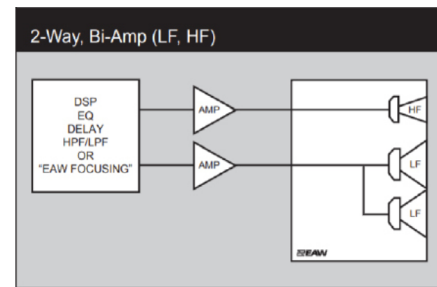 2-Way, Bi-Amp (LF, HF)
DSP
EQ
DELAY
HPF/LPF
OR
"EAW FOCUSING"
AMP
HF
AMP
LF
LF
EAW